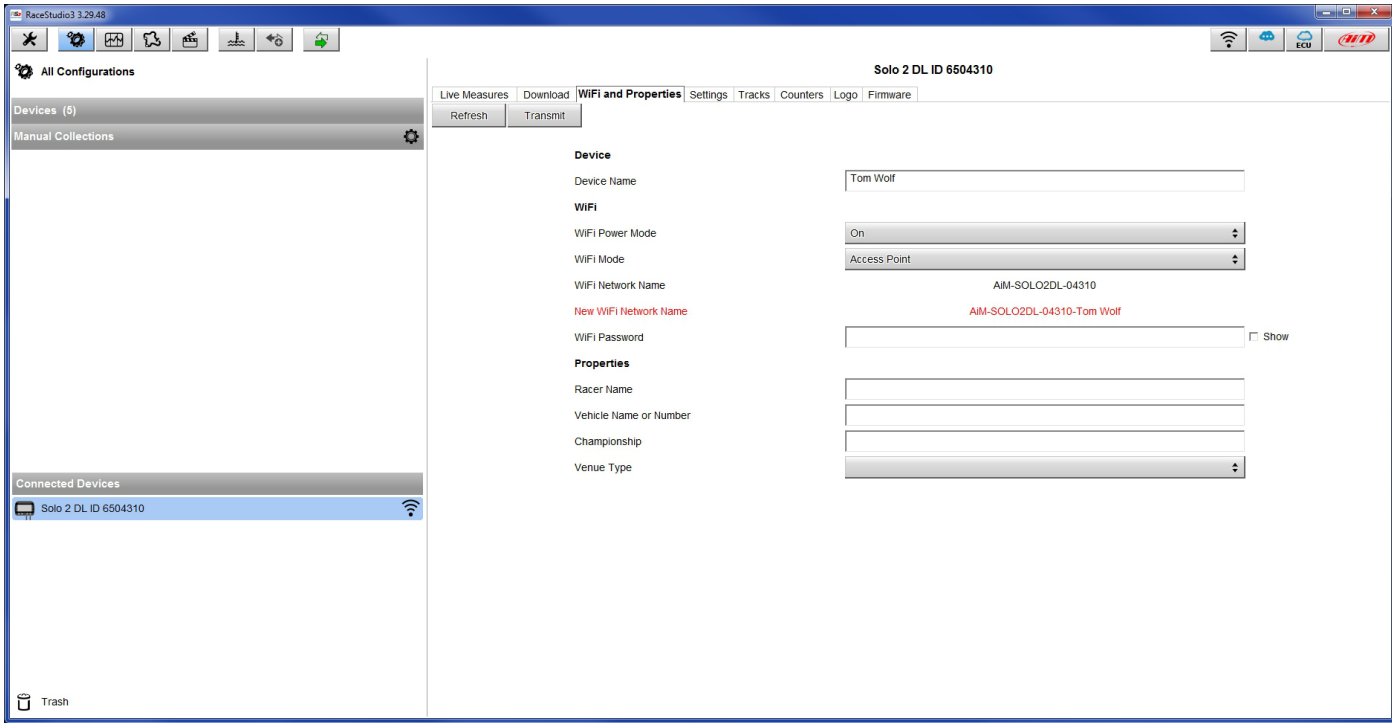 RaceStudio3 3.29.48
ECU
AiM
All Configurations
Solo 2 DL ID 6504310
Live Measures Download WiFi and Properties Settings Tracks Counters Logo Firmware
Devices (5)
Refresh Transmit
Manual Collections
Device
Device Name Tom Wolf
WiFi
WiFi Power Mode On
WiFi Mode Access Point
WiFi Network Name AiM-SOLO2DL-04310
New WiFi Network Name AiM-SOLO2DL-04310-Tom Wolf
WiFi Password Show
Properties
Racer Name
Vehicle Name or Number
Championship
Venue Type
Connected Devices
Solo 2 DL ID 6504310
Trash